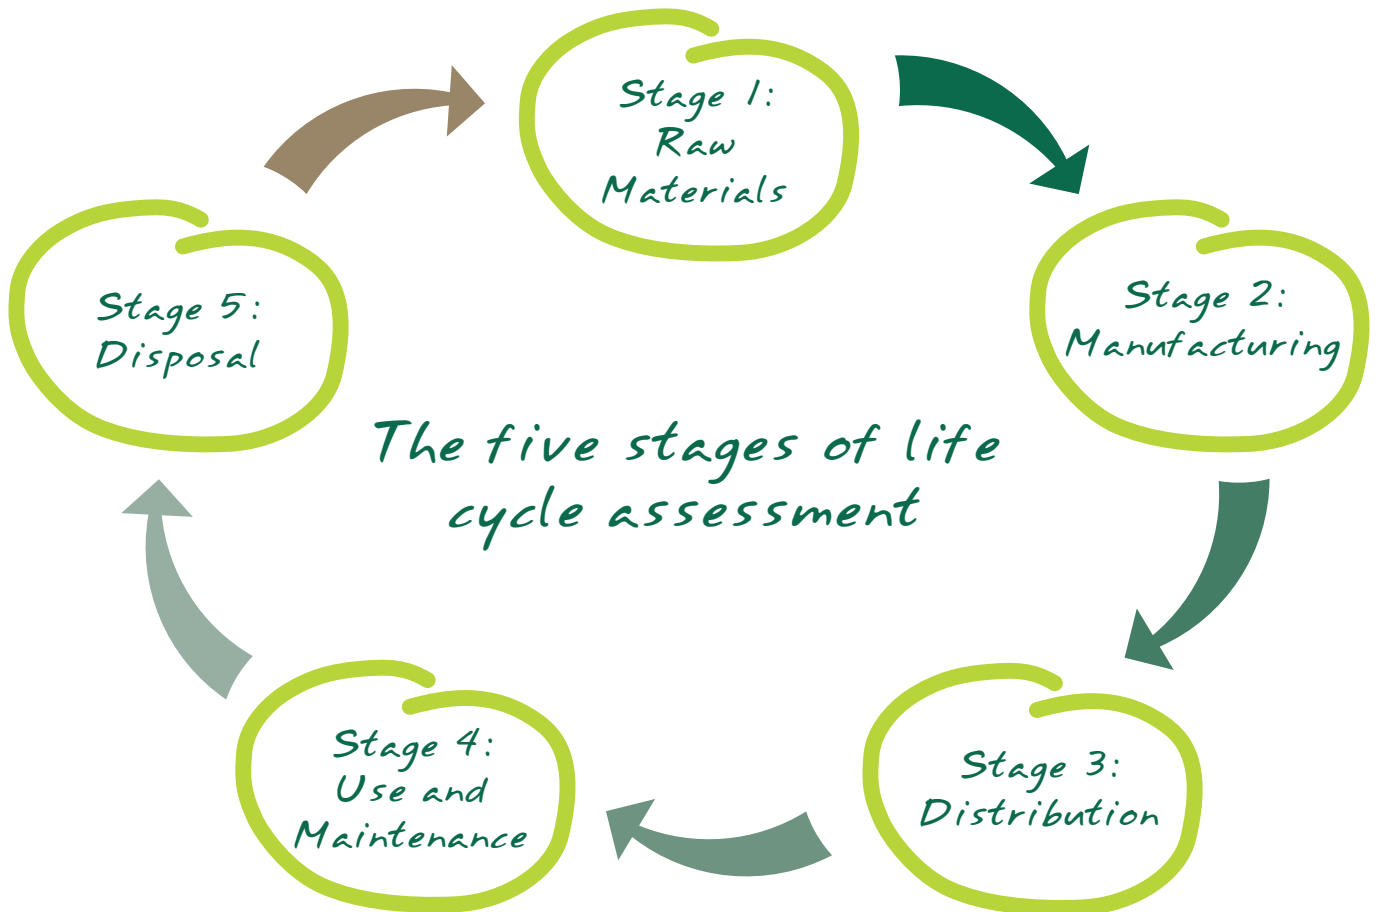 Stage 1:
Raw
Materials
Stage 2:
Manufacturing
Stage 3:
Distribution
Stage 4:
Use and
Maintenance
Stage 5:
Disposal
The five stages of life
cycle assessment